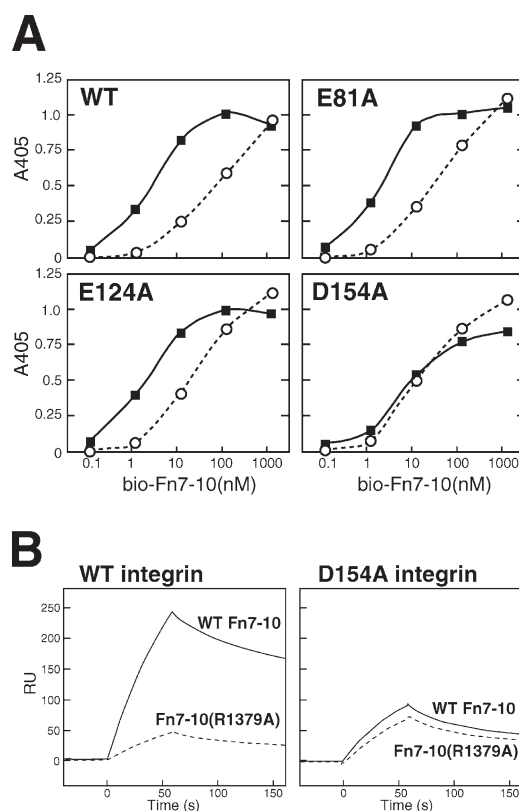 A
WT
E81A
1.25
1.0
0.75
0.5
0.25
0
A405
E124A
D154A
1.25
1.0
0.75
0.5
0.25
0
A405
0.1 1 10 100 1000
0.1 1 10 100 1000
bio-Fn7-10(nM)
bio-Fn7-10(nM)
B
WT integrin
D154A integrin
250
200
150
100
50
0
RU
WT Fn7-10
Fn7-10(R1379A)
WT Fn7-10
Fn7-10(R1379A)
-50 0 50 100 150
-50 0 50 100 150
Time (s)
Time (s)